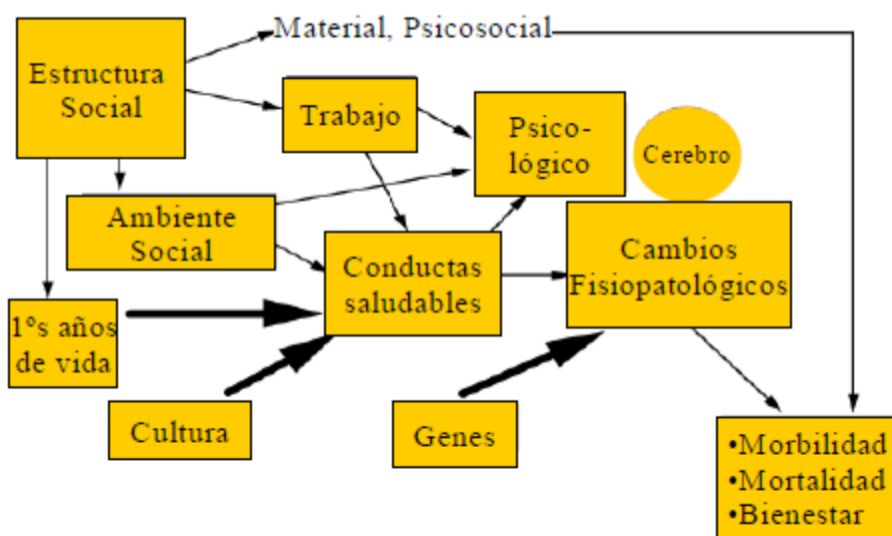 Material, Psicosocial
Estructura
Social
Trabajo
Psico-
lógico
Cerebro
Ambiente
Social
Conductas
saludables
Cambios
Fisiopatológicos
1ºs años
de vida
Cultura
Genes
•Morbilidad
•Mortalidad
•Bienestar